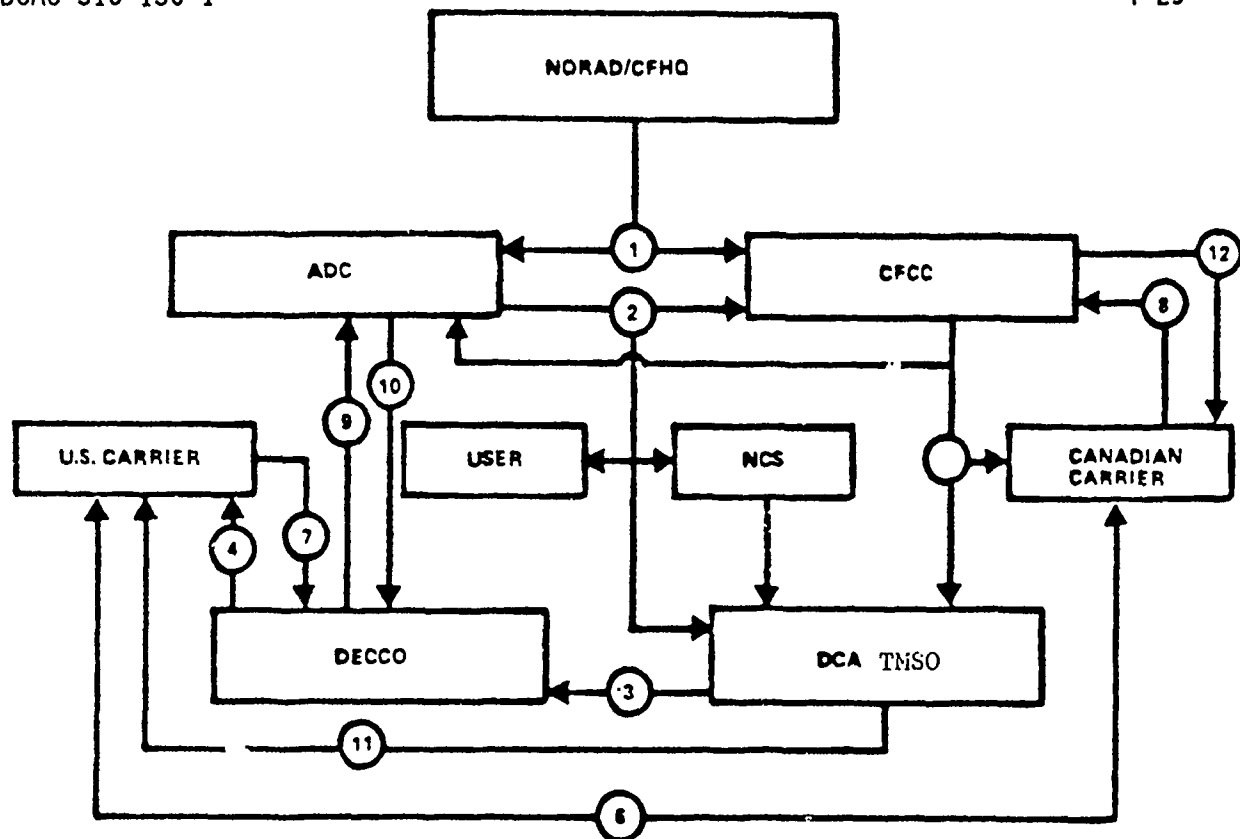 NORAD/CFHQ
1
ADC
CFCC
12
2
8
10
9
U.S. CARRIER
USER
NCS
CANADIAN
CARRIER
4
7
DECCO
DCA TMSO
3
11